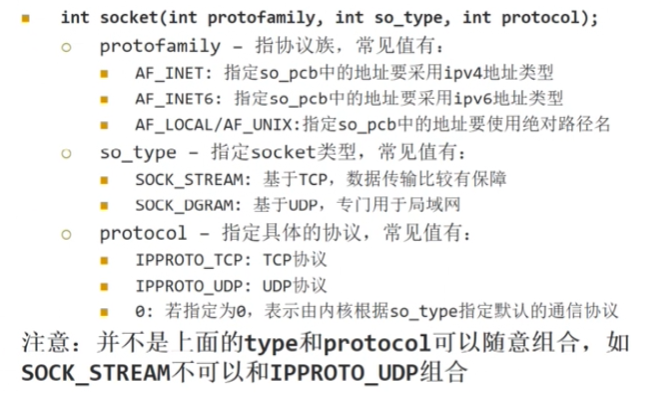 int socket(int protofamily, int so_type, int protocol);
protofamily – 指协议族，常见值有：
AF_INET: 指定so_pcb中的地址要采用ipv4地址类型
AF_INET6: 指定so_pcb中的地址要采用ipv6地址类型
AF_LOCAL/AF_UNIX:指定so_pcb中的地址要使用绝对路径名
so_type – 指定socket类型，常见值有：
SOCK_STREAM: 基于TCP，数据传输比较有保障
SOCK_DGRAM: 基于UDP，专门用于局域网
protocol – 指定具体的协议，常见值有：
IPPROTO_TCP: TCP协议
IPPROTO_UDP: UDP协议
0: 若指定为0，表示由内核根据so_type指定默认的通信协议
注意：并不是上面的type和protocol可以随意组合，如
SOCK_STREAM不可以和IPPROTO_UDP组合